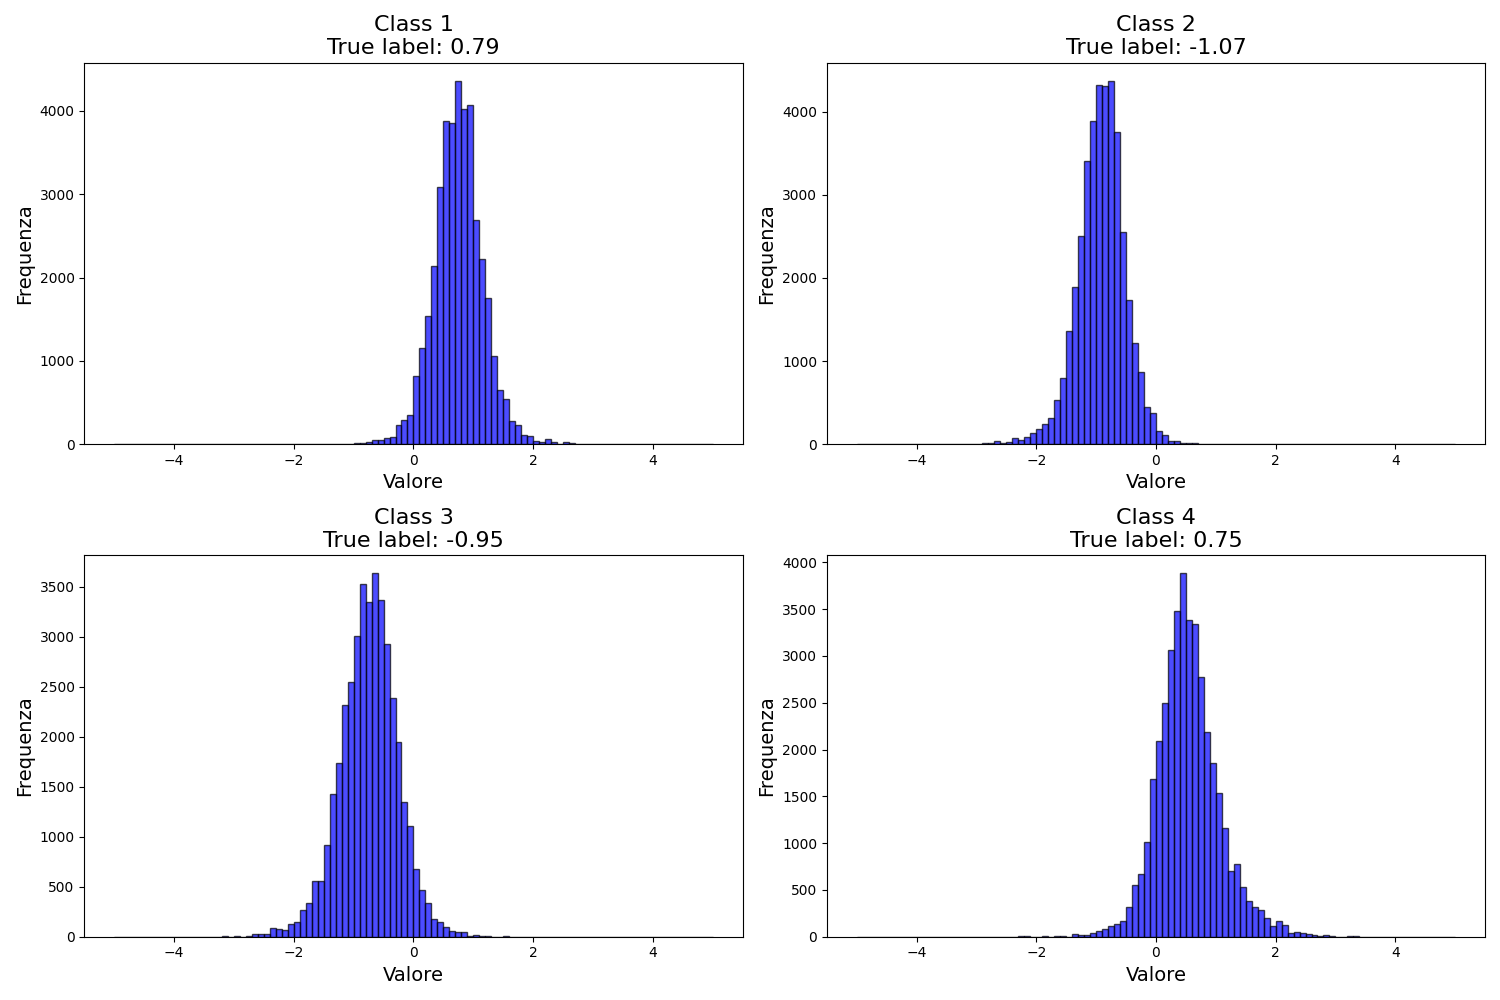 Class 1
True label: 0.79
Frequenza
4000
3000
2000
1000
0
−4 −2 0 2 4
Valore
Class 2
True label: -1.07
Frequenza
4000
3000
2000
1000
0
−4 −2 0 2 4
Valore
Class 3
True label: -0.95
Frequenza
3500
3000
2500
2000
1500
1000
500
0
−4 −2 0 2 4
Valore
Class 4
True label: 0.75
Frequenza
4000
3500
3000
2500
2000
1500
1000
500
0
−4 −2 0 2 4
Valore